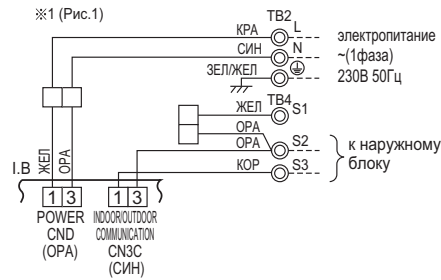 ※1 (Рис.1)
TB2
КРА
L
СИН
N
ЗЕЛ/ЖЕЛ
электропитание
~(1фаза)
230В 50Гц
TB4
ЖЕЛ
S1
ОРА
ОРА
S2
КОР
S3
к наружному
блоку
I.B
ЖЕЛ
ОРА
1 3
1 3
POWER
CND
(ОРА)
INDOOR/OUTDOOR
COMMUNICATION
CN3C
(СИН)